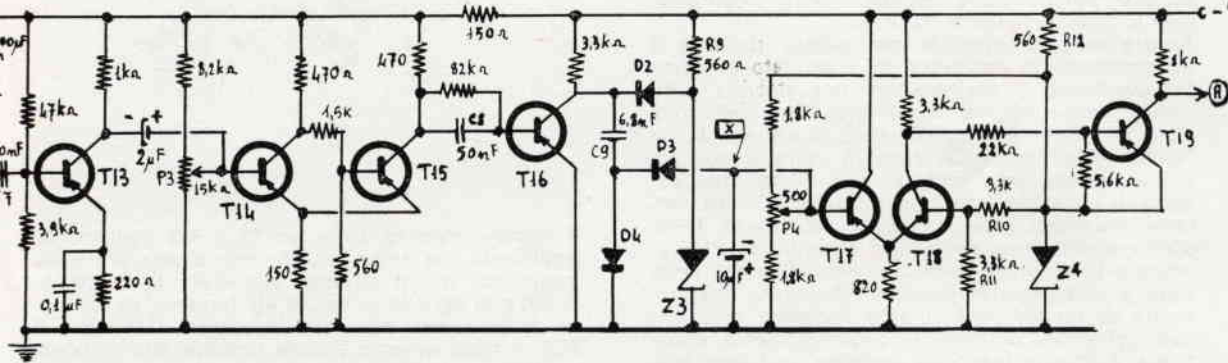 150Ω
C-
40µF
1kΩ
8,2kΩ
470Ω
470
82kΩ
3,3kΩ
R9
560Ω
560
R12
1kΩ
A
47kΩ
- +
2µF
1,5K
C8
50nF
D2
6,8nF
C9
1,8kΩ
3,3kΩ
22kΩ
T13
P3
15kΩ
T14
T15
T16
D3
X
T19
3,9kΩ
500
P4
T17
T18
3,3K
R10
5,6kΩ
0,1µF
220Ω
150
560
D4
Z3
-
10µF
+
1,8kΩ
820
3,3kΩ
R11
Z4